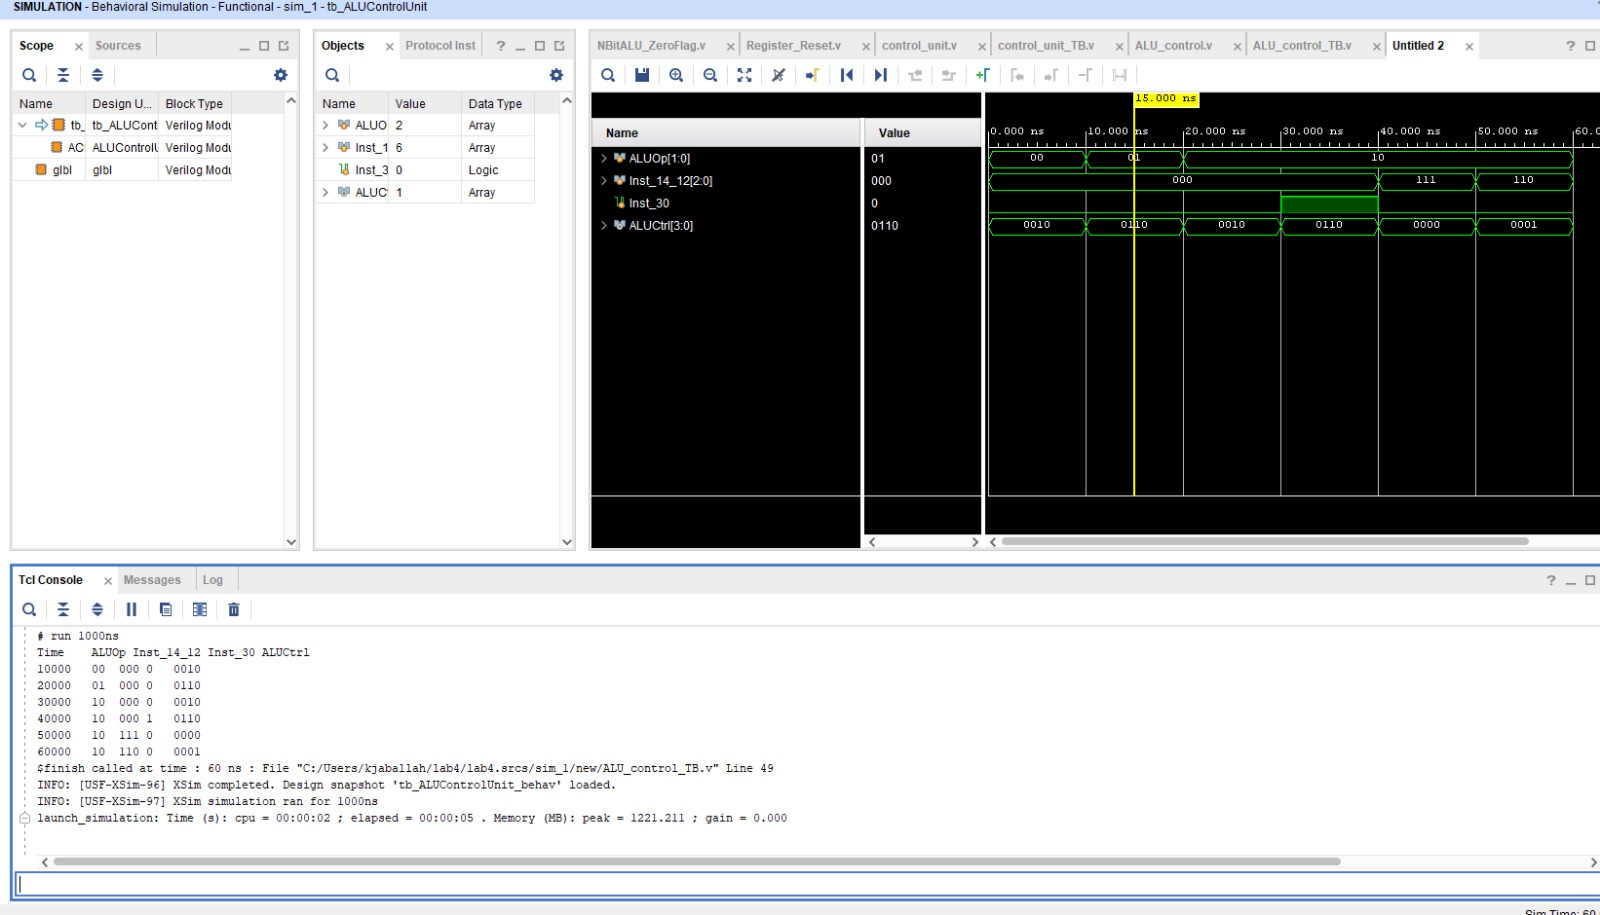 SIMULATION - Behavioral Simulation - Functional - sim_1 - tb_ALUControlUnit
Scope
Sources
Name Design U... Block Type
tb_ tb_ALUCont Verilog Modu
AC ALUControlU Verilog Modu
glbl glbl Verilog Modu
Objects
Protocol Inst
?
Name Value Data Type
ALUO 2 Array
Inst_1 6 Array
Inst_3 0 Logic
ALUC 1 Array
NBitALU_ZeroFlag.v
Register_Reset.v
control_unit.v
control_unit_TB.v
ALU_control.v
ALU_control_TB.v
Untitled 2
?
15.000 ns
Name Value
0.000 ns 10.000 ns 20.000 ns 30.000 ns 40.000 ns 50.000 ns 60.0
ALUOp[1:0] 01 00 01 10
Inst_14_12[2:0] 000 000 111 110
Inst_30 0
ALUCtrl[3:0] 0110 0010 0110 0010 0110 0000 0001
Tcl Console
Messages
Log
?
# run 1000ns
Time ALUOp Inst_14_12 Inst_30 ALUCtrl
10000 00 000 0 0010
20000 01 000 0 0110
30000 10 000 0 0010
40000 10 000 1 0110
50000 10 111 0 0000
60000 10 110 0 0001
$finish called at time : 60 ns : File "C:/Users/kjaballah/lab4/lab4.srcs/sim_1/new/ALU_control_TB.v" Line 49
INFO: [USF-XSim-96] XSim completed. Design snapshot 'tb_ALUControlUnit_behav' loaded.
INFO: [USF-XSim-97] XSim simulation ran for 1000ns
launch_simulation: Time (s): cpu = 00:00:02 ; elapsed = 00:00:05 . Memory (MB): peak = 1221.211 ; gain = 0.000
Sim Time: 60